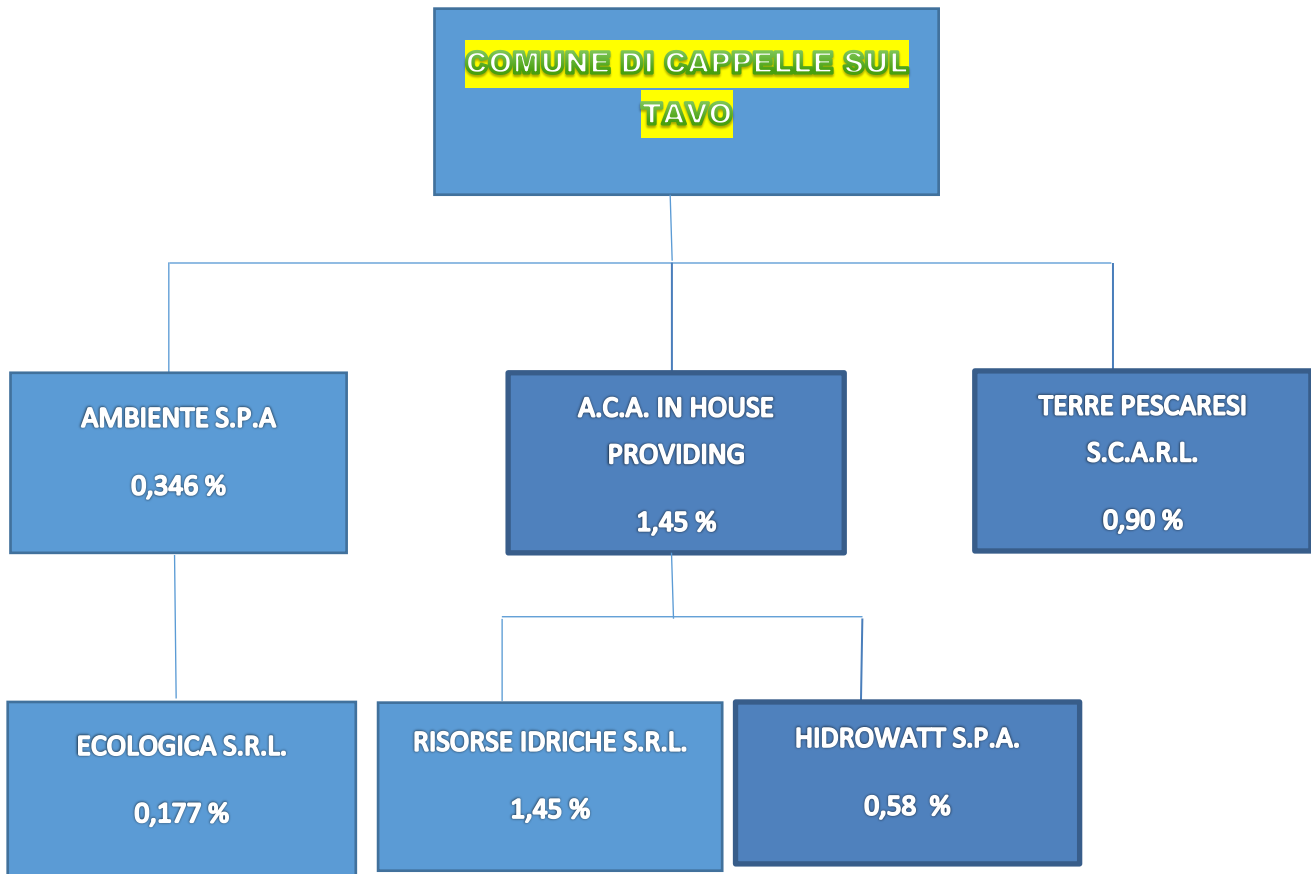 COMUNE DI CAPPELLE SUL
TAVO
AMBIENTE S.P.A
0,346 %
A.C.A. IN HOUSE
PROVIDING
1,45 %
TERRE PESCARESI
S.C.A.R.L.
0,90 %
ECOLOGICA S.R.L.
0,177 %
RISORSE IDRICHE S.R.L.
1,45 %
HIDROWATT S.P.A.
0,58 %